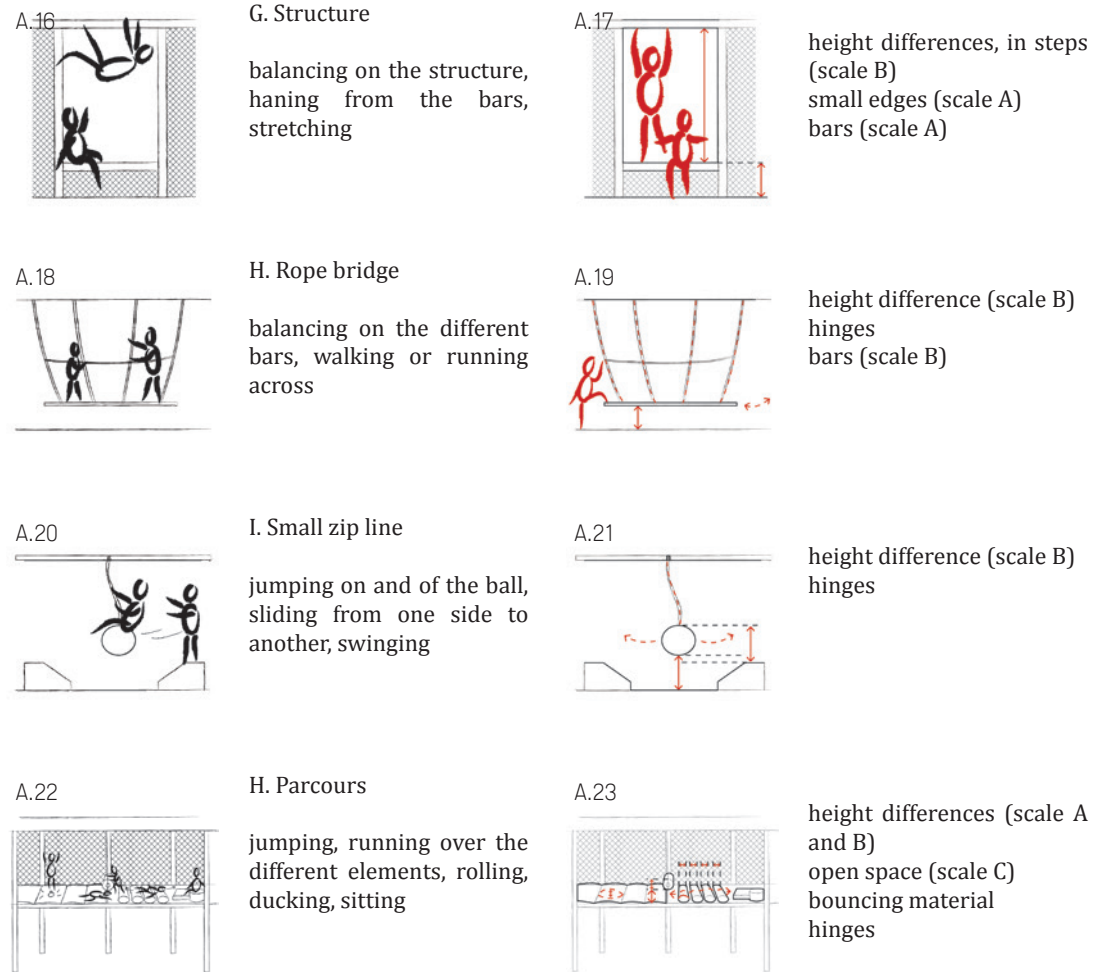 A.16
G. Structure
balancing on the structure,
haning from the bars,
stretching
A.17
height differences, in steps
(scale B)
small edges (scale A)
bars (scale A)
A.18
H. Rope bridge
balancing on the different
bars, walking or running
across
A.19
height difference (scale B)
hinges
bars (scale B)
A.20
I. Small zip line
jumping on and of the ball,
sliding from one side to
another, swinging
A.21
height difference (scale B)
hinges
A.22
H. Parcours
jumping, running over the
different elements, rolling,
ducking, sitting
A.23
height differences (scale A
and B)
open space (scale C)
bouncing material
hinges